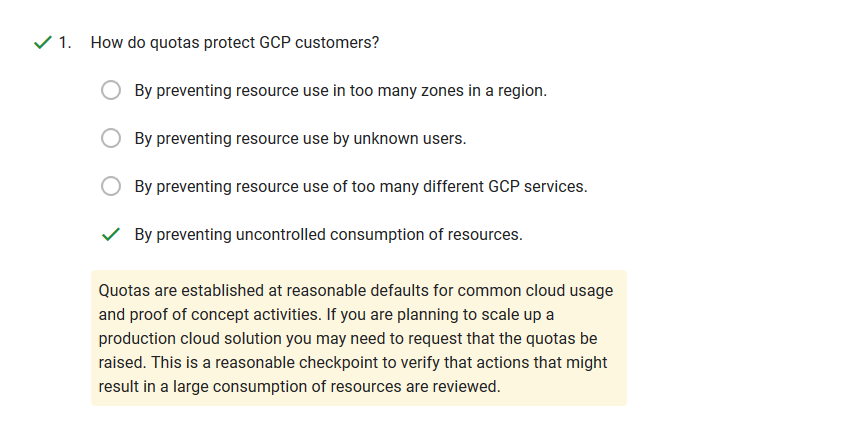 1. How do quotas protect GCP customers?
By preventing resource use in too many zones in a region.
By preventing resource use by unknown users.
By preventing resource use of too many different GCP services.
By preventing uncontrolled consumption of resources.
Quotas are established at reasonable defaults for common cloud usage
and proof of concept activities. If you are planning to scale up a
production cloud solution you may need to request that the quotas be
raised. This is a reasonable checkpoint to verify that actions that might
result in a large consumption of resources are reviewed.